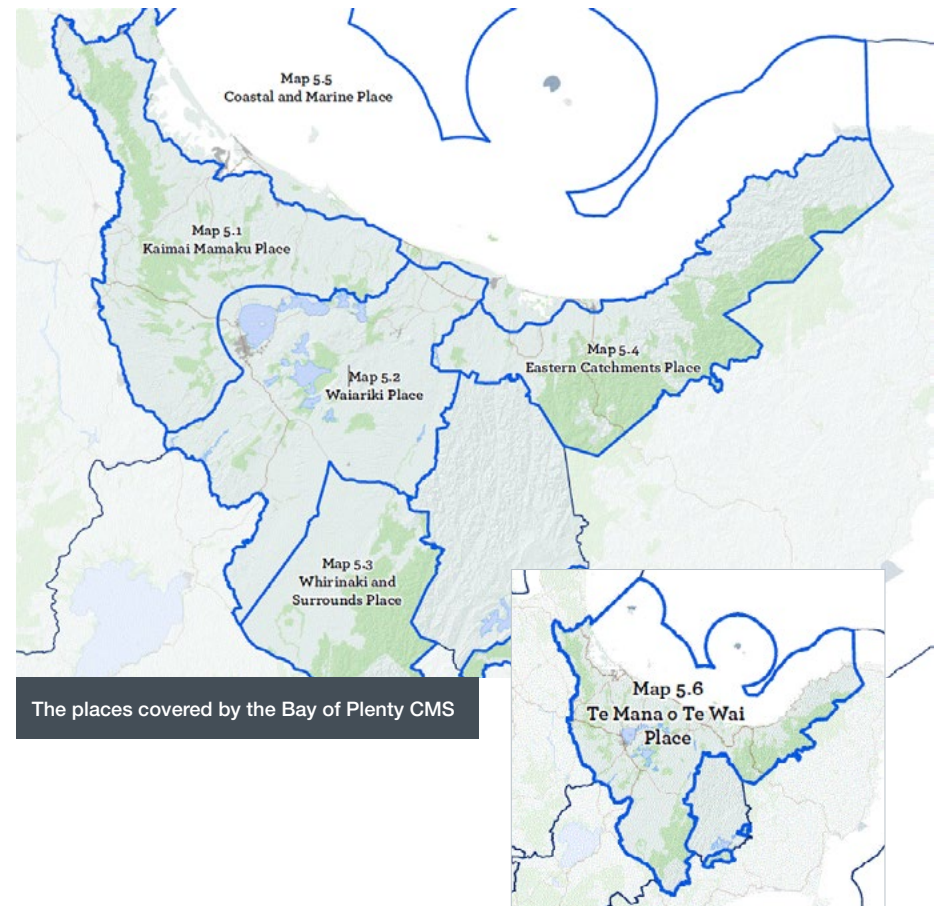 Map 5.5
Coastal and Marine Place
Map 5.1
Kaimai Mamaku Place
Map 5.2
Waiariki Place
Map 5.4
Eastern Catchments Place
Map 5.3
Whirinaki and
Surrounds Place
The places covered by the Bay of Plenty CMS
Map 5.6
Te Mana o Te Wai
Place